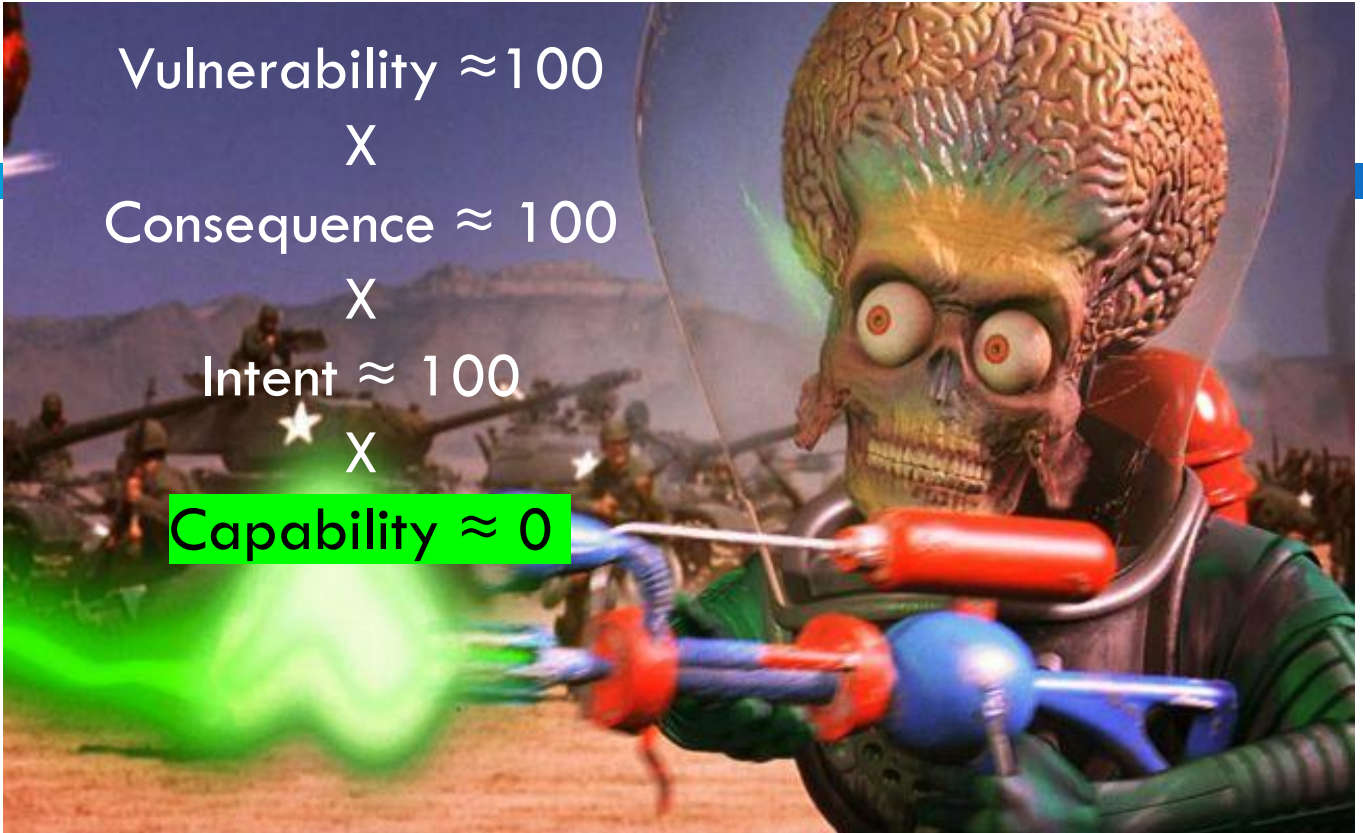 Vulnerability ≈100
X
Consequence ≈ 100
X
Intent ≈ 100
X
Capability ≈ 0